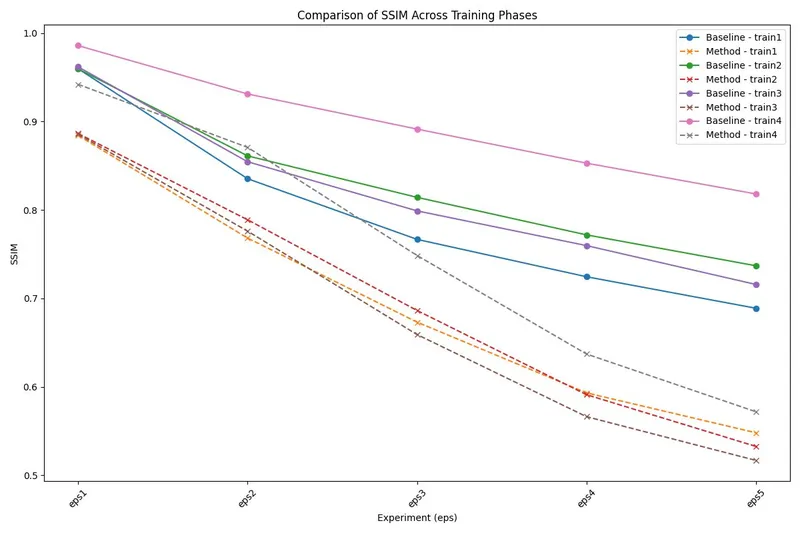 Comparison of SSIM Across Training Phases
Baseline - train1
Method - train1
Baseline - train2
Method - train2
Baseline - train3
Method - train3
Baseline - train4
Method - train4
SSIM
1.0
0.9
0.8
0.7
0.6
0.5
eps1
eps2
eps3
eps4
eps5
Experiment (eps)